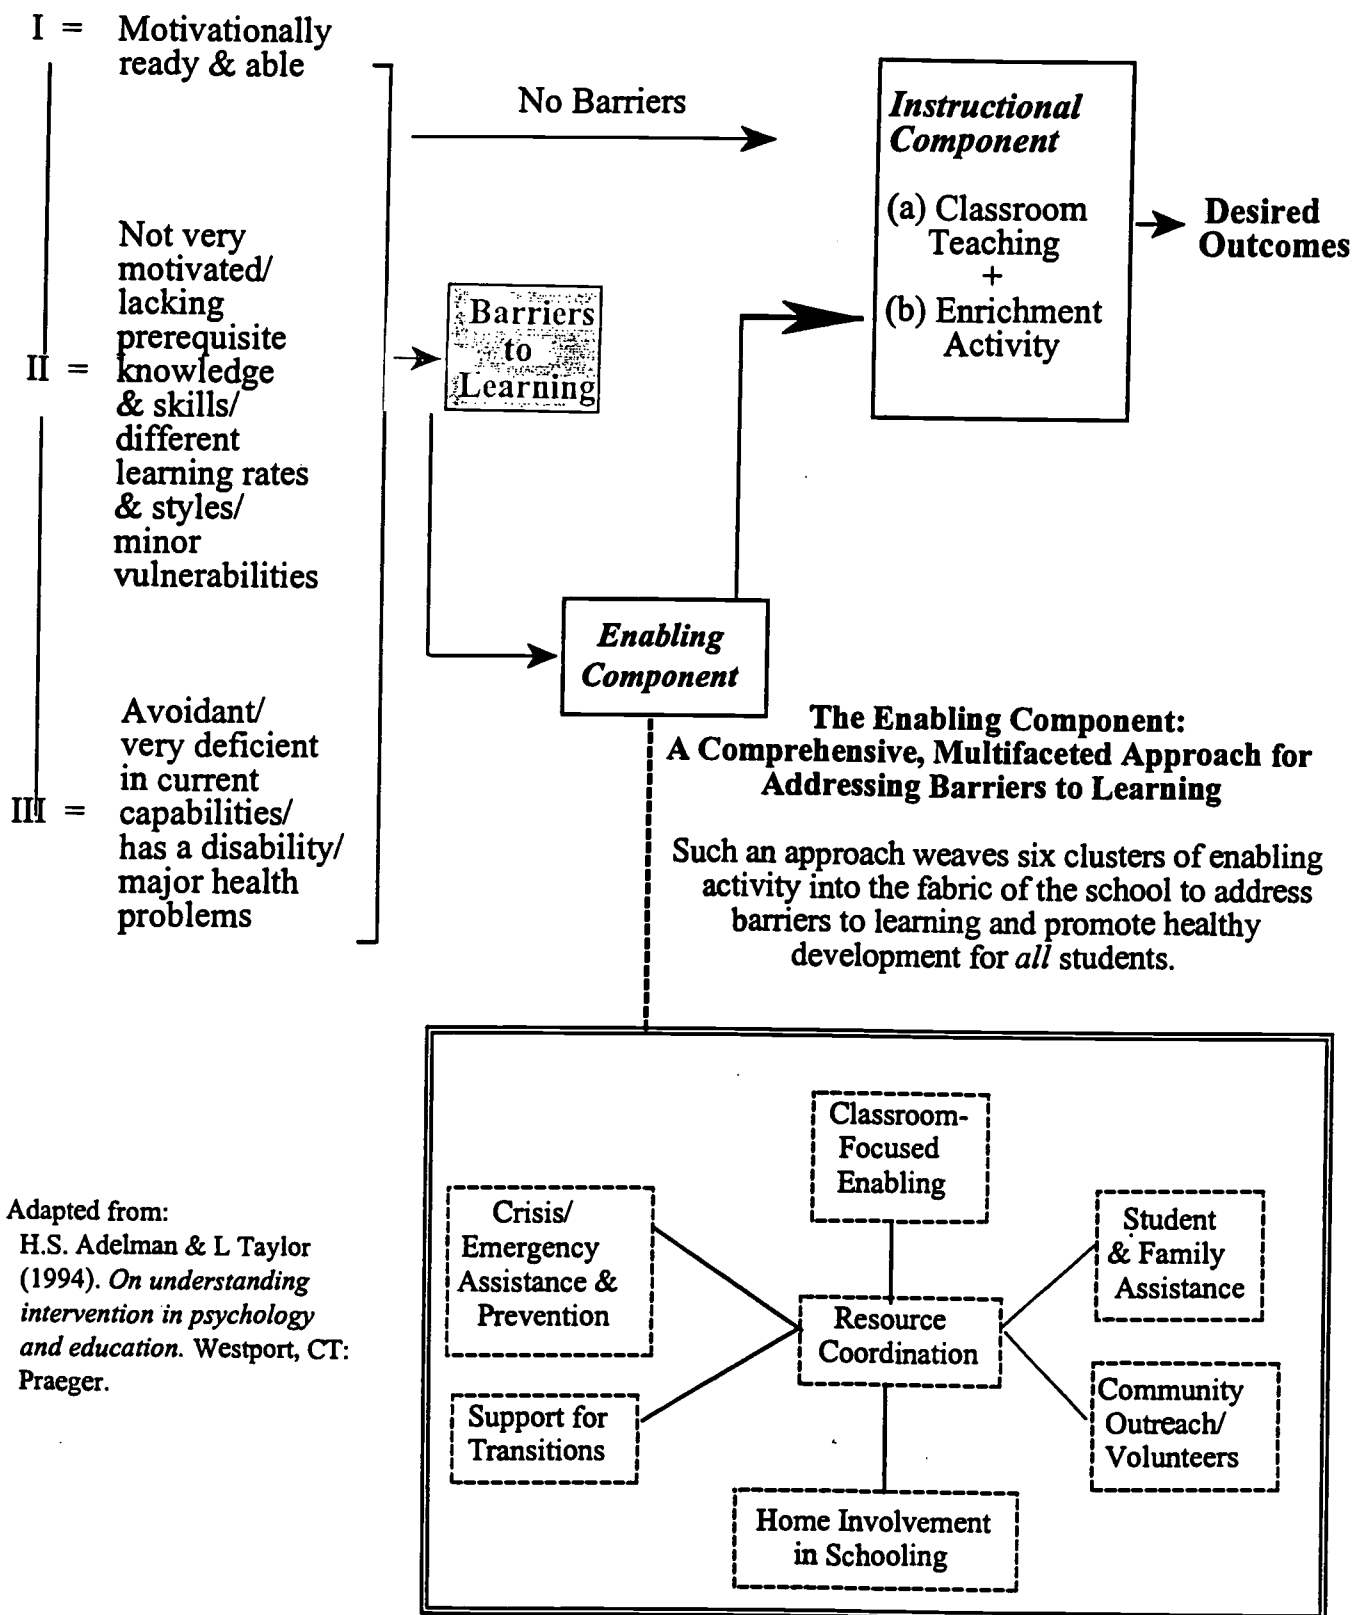 I = Motivationally
ready & able
No Barriers
Instructional
Component
(a) Classroom
Teaching
+
(b) Enrichment
Activity
Desired
Outcomes
Not very
motivated/
lacking
prerequisite
II = knowledge
& skills/
different
learning rates
& styles/
minor
vulnerabilities
Barriers
to
Learning
Enabling
Component
Avoidant/
very deficient
in current
III = capabilities/
has a disability/
major health
problems
The Enabling Component:
A Comprehensive, Multifaceted Approach for
Addressing Barriers to Learning
Such an approach weaves six clusters of enabling
activity into the fabric of the school to address
barriers to learning and promote healthy
development for all students.
Adapted from:
H.S. Adelman & L Taylor
(1994). On understanding
intervention in psychology
and education. Westport, CT:
Praeger.
Classroom-
Focused
Enabling
Crisis/
Emergency
Assistance &
Prevention
Student
& Family
Assistance
Resource
Coordination
Support for
Transitions
Community
Outreach/
Volunteers
Home Involvement
in Schooling